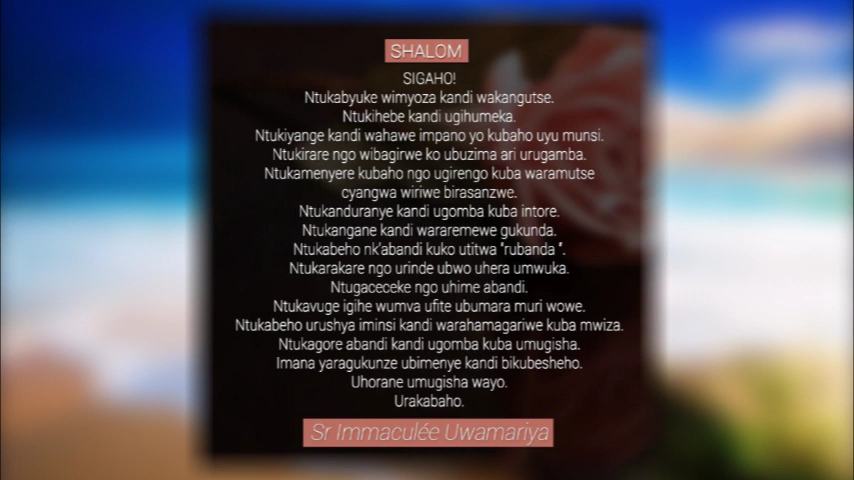 SHALOM
SIGAHO!
Ntukabyuke wimyoza kandi wakangutse.
Ntukihebe kandi ugihumeka.
Ntukiyange kandi wahawe impano yo kubaho uyu munsi.
Ntukirare ngo wibagirwe ko ubuzima ari urugamba.
Ntukamenyere kubaho ngo ugirengo kuba waramutse
cyangwa wiriwe birasanzwe.
Ntukanduranye kandi ugomba kuba intore.
Ntukangane kandi wararemewe gukunda.
Ntukabeho nk'abandi kuko utitwa "rubanda ".
Ntukarakare ngo urinde ubwo uhera umwuka.
Ntugaceceke ngo uhime abandi.
Ntukavuge igihe wumva ufite ubumara muri wowe.
Ntukabeho urushya iminsi kandi warahamagariwe kuba mwiza.
Ntukagore abandi kandi ugomba kuba umugisha.
Imana yaragukunze ubimenye kandi bikubesheho.
Uhorane umugisha wayo.
Urakabaho.
Sr Immaculée Uwamariya